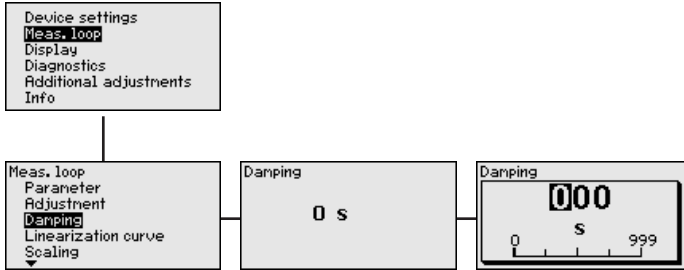 Device settings
Meas. loop
Display
Diagnostics
Additional adjustments
Info
Meas. loop
Parameter
Adjustment
Damping
Linearization curve
Scaling
Damping
0 s
Damping
000
s
0 999